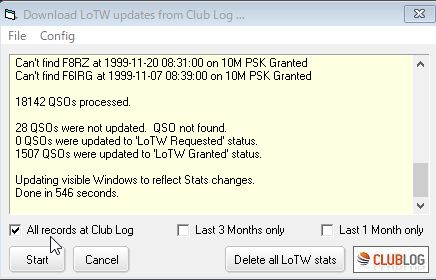 Download LoTW updates from Club Log ...
File Config
Can't find F8RZ at 1999-11-20 08:31:00 on 10M PSK Granted
Can't find F6IRG at 1999-11-07 08:39:00 on 10M PSK Granted
18142 QSOs processed.
28 QSOs were not updated.  QSO not found.
0 QSOs were updated to 'LoTW Requested' status.
1507 QSOs were updated to 'LoTW Granted' status.
Updating visible Windows to reflect Stats changes.
Done in 546 seconds.
All records at Club Log Last 3 Months only Last 1 Month only
Start Cancel Delete all LoTW stats CLUBLOG